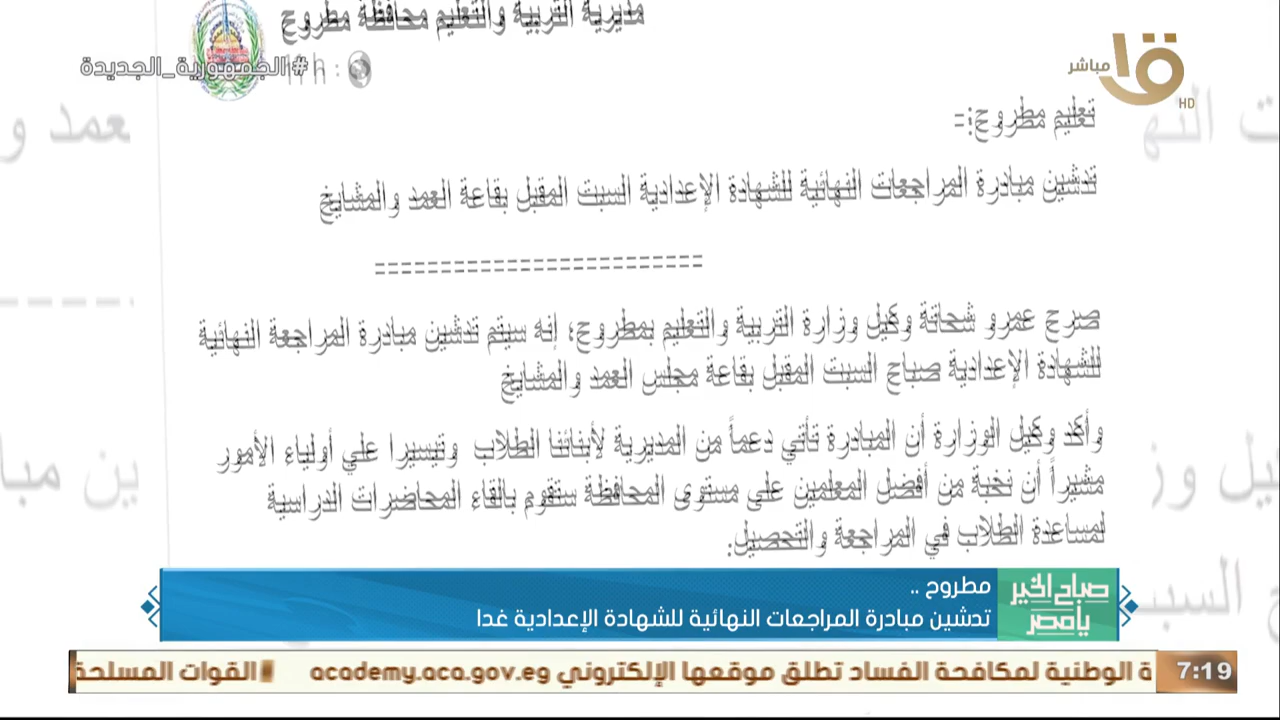 مديرية التربية والتعليم محافظة مطروح
#الجمهورية_الجديدة
مباشر
HD
تعليم مطروح:=
تدشين مبادرة المراجعات النهائية للشهادة الإعدادية السبت المقبل بقاعة العمد والمشايخ
=========================
صرح عمرو شحاتة وكيل وزارة التربية والتعليم بمطروح؛ إنه سيتم تدشين مبادرة المراجعة النهائية
للشهادة الإعدادية صباح السبت المقبل بقاعة مجلس العمد والمشايخ
وأكد وكيل الوزارة أن المبادرة تأتي دعماً من المديرية لأبنائنا الطلاب وتيسيرا علي أولياء الأمور
مشيراً أن نخبة من أفضل المعلمين على مستوى المحافظة ستقوم بالقاء المحاضرات الدراسية
لمساعدة الطلاب في المراجعة والتحصيل.
صباح الخير
يا مصر
مطروح ..
تدشين مبادرة المراجعات النهائية للشهادة الإعدادية غدا
7:19
ة الوطنية لمكافحة الفساد تطلق موقعها الإلكتروني academy.aca.gov.eg
القوات المسلحة